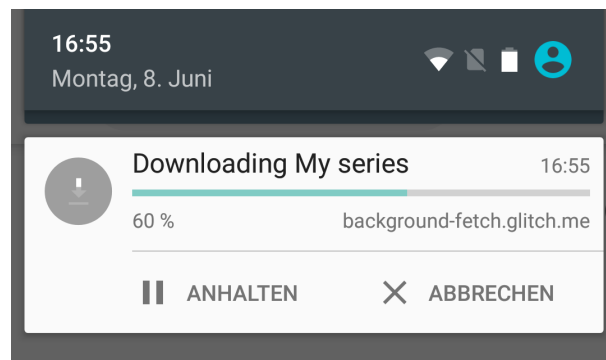 16:55
Montag, 8. Juni
Downloading My series 16:55
60 % background-fetch.glitch.me
ANHALTEN ABBRECHEN